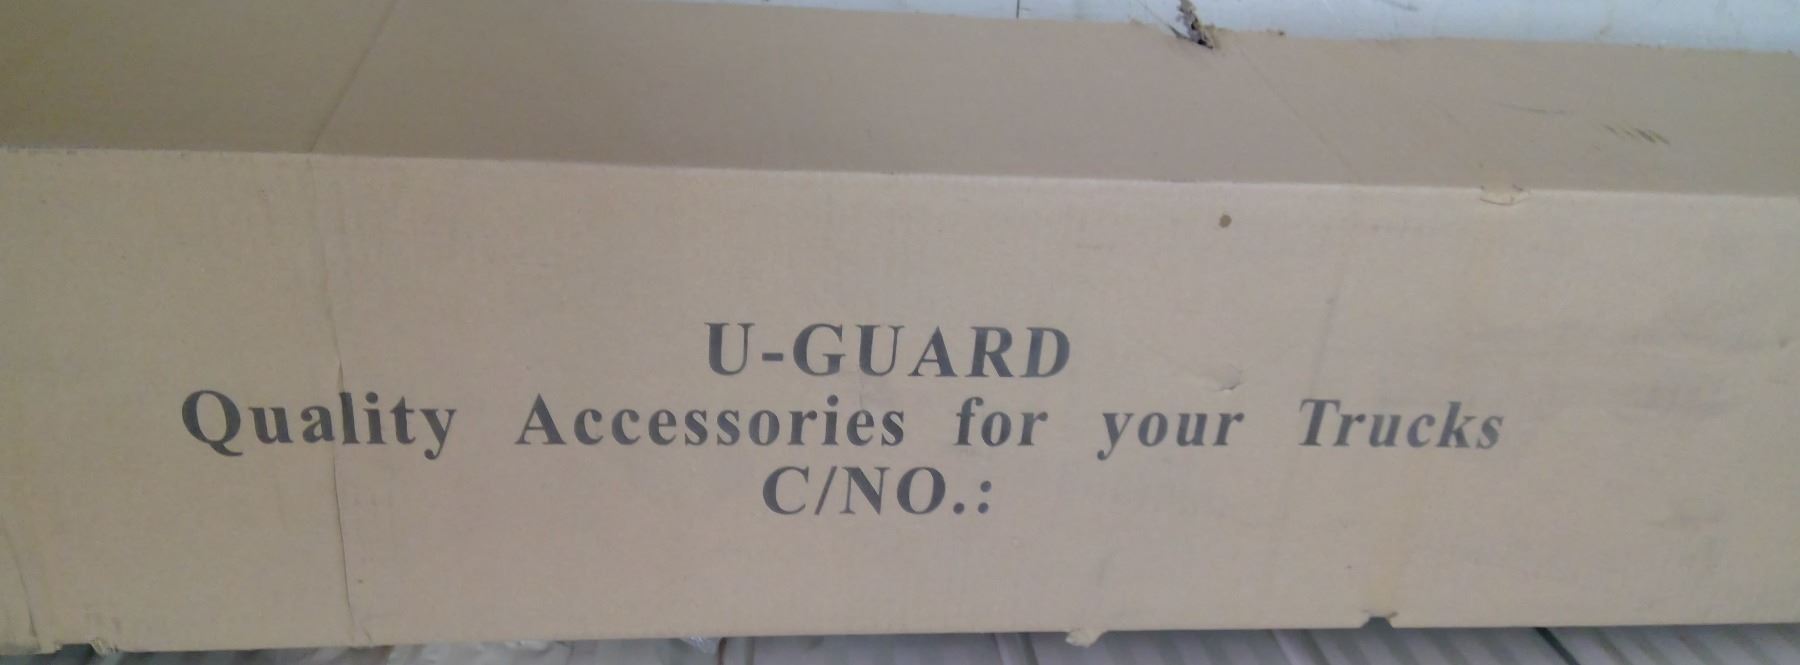 U-GUARD
Quality Accessories for your Trucks
C/NO.: